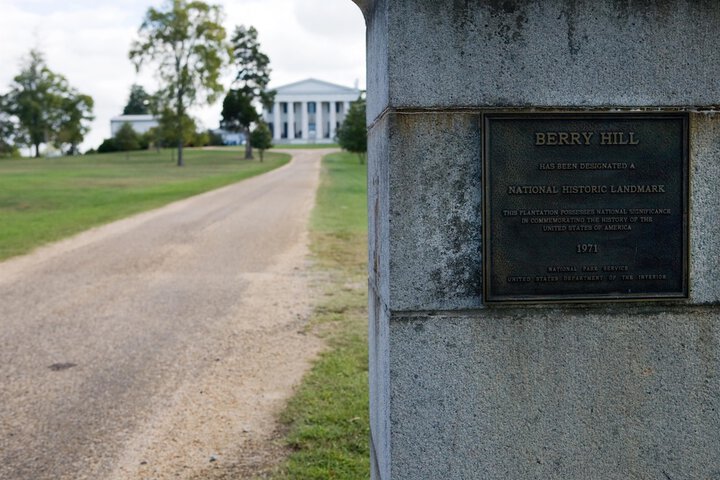 BERRY HILL
HAS BEEN DESIGNATED A
NATIONAL HISTORIC LANDMARK
THIS PLANTATION POSSESSES NATIONAL SIGNIFICANCE
IN COMMEMORATING THE HISTORY OF THE
UNITED STATES OF AMERICA
1971
NATIONAL PARK SERVICE
UNITED STATES DEPARTMENT OF THE INTERIOR